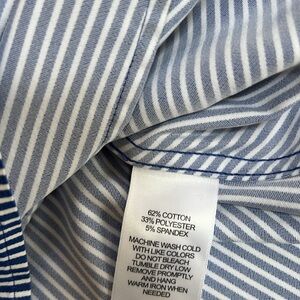 62% COTTON
33% POLYESTER
5% SPANDEX
MACHINE WASH COLD
WITH LIKE COLORS
DO NOT BLEACH
TUMBLE DRY LOW
REMOVE PROMPTLY
AND HANG
WARM IRON WHEN
NEEDED